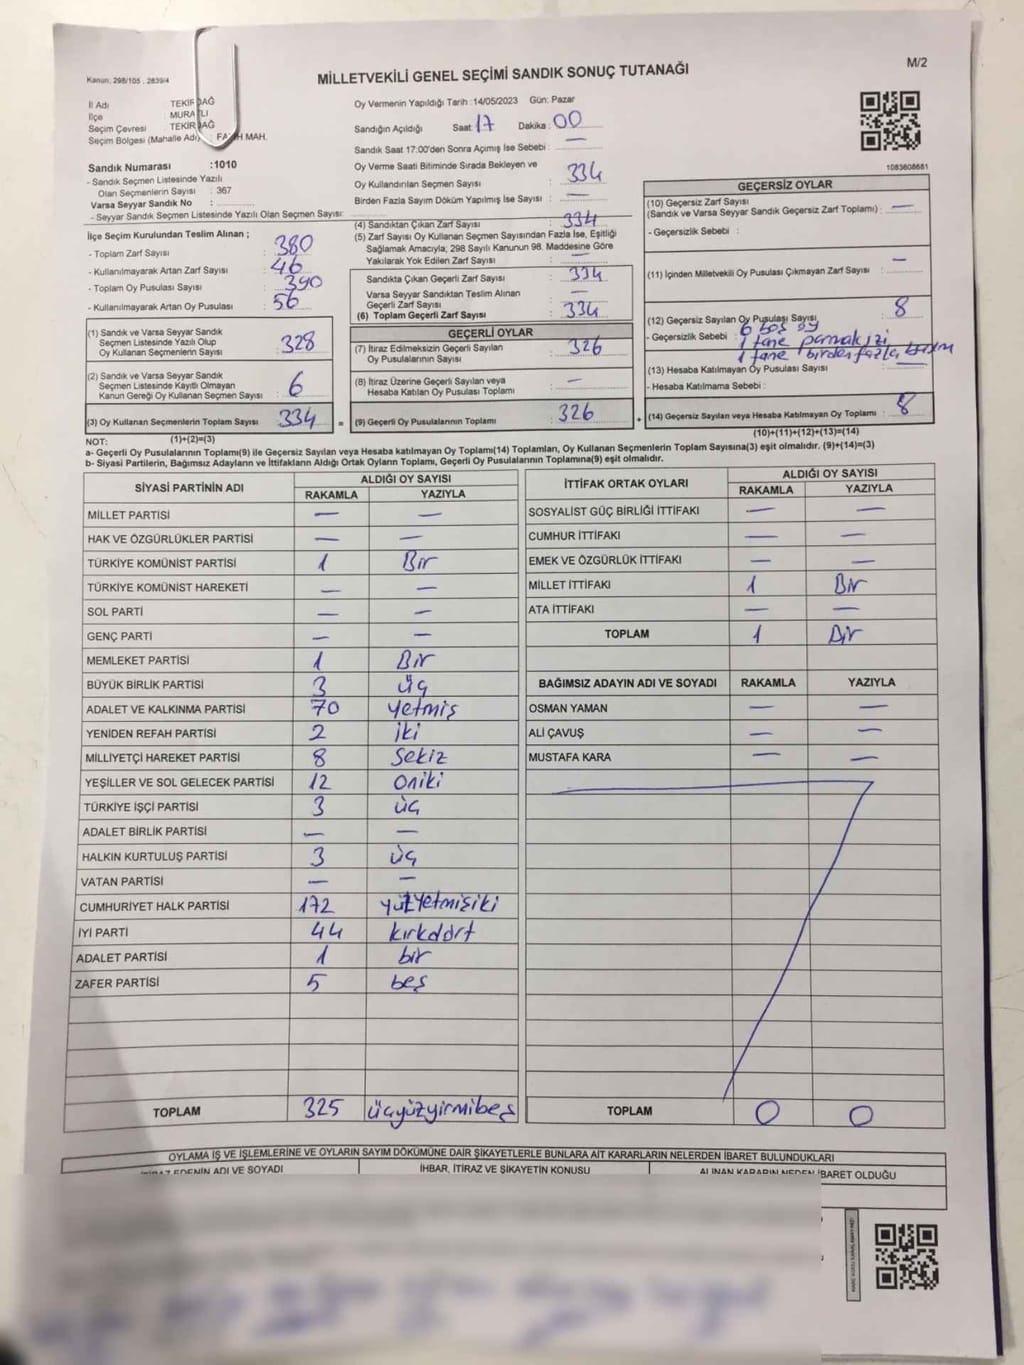 M/2
Kanun: 298/105 , 2839/4
MİLLETVEKİLİ GENEL SEÇİMİ SANDIK SONUÇ TUTANAĞI
İl Adı TEKİRDAĞ
İlçe MURATLI
Seçim Çevresi TEKİRDAĞ
Seçim Bölgesi (Mahalle Adı) : FATİH MAH.
Sandık Numarası :1010
- Sandık Seçmen Listesinde Yazılı
Olan Seçmenlerin Sayısı : 367
Varsa Seyyar Sandık No :
- Seyyar Sandık Seçmen Listesinde Yazılı Olan Seçmen Sayısı:
İlçe Seçim Kurulundan Teslim Alınan ;
- Toplam Zarf Sayısı : 380
- Kullanılmayarak Artan Zarf Sayısı : 46
- Toplam Oy Pusulası Sayısı : 390
- Kullanılmayarak Artan Oy Pusulası : 56
(1) Sandık ve Varsa Seyyar Sandık
Seçmen Listesinde Yazılı Olup
Oy Kullanan Seçmenlerin Sayısı : 328
(2) Sandık ve Varsa Seyyar Sandık
Seçmen Listesinde Kayıtlı Olmayan
Kanun Gereği Oy Kullanan Seçmen Sayısı : 6
(3) Oy Kullanan Seçmenlerin Toplam Sayısı : 334
(1)+(2)=(3)
Oy Vermenin Yapıldığı Tarih :14/05/2023 Gün: Pazar
Sandığın Açıldığı Saat : 17 Dakika : 00
Sandık Saat 17:00'den Sonra Açımış İse Sebebi : —
Oy Verme Saati Bitiminde Sırada Bekleyen ve
Oy Kullandırılan Seçmen Sayısı : 334
Birden Fazla Sayım Döküm Yapılmış İse Sayısı : —
(4) Sandıktan Çıkan Zarf Sayısı : 334
(5) Zarf Sayısı Oy Kullanan Seçmen Sayısından Fazla İse, Eşitliği
Sağlamak Amacıyla; 298 Sayılı Kanunun 98. Maddesine Göre
Yakılarak Yok Edilen Zarf Sayısı : —
Sandıkta Çıkan Geçerli Zarf Sayısı : 334
Varsa Seyyar Sandıktan Teslim Alınan
Geçerli Zarf Sayısı : —
(6) Toplam Geçerli Zarf Sayısı : 334
GEÇERLİ OYLAR
(7) İtiraz Edilmeksizin Geçerli Sayılan
Oy Pusulalarının Sayısı : 326
(8) İtiraz Üzerine Geçerli Sayılan veya
Hesaba Katılan Oy Pusulası Toplamı : —
= (9) Geçerli Oy Pusulalarının Toplamı : 326 +
1083608681
GEÇERSİZ OYLAR
(10) Geçersiz Zarf Sayısı
(Sandık ve Varsa Seyyar Sandık Geçersiz Zarf Toplamı) : —
- Geçersizlik Sebebi :
(11) İçinden Milletvekili Oy Pusulası Çıkmayan Zarf Sayısı : —
(12) Geçersiz Sayılan Oy Pusulası Sayısı : 8
- Geçersizlik Sebebi : 6 boş oy
1 tane parmak izi
1 tane birden fazla basım
(13) Hesaba Katılmayan Oy Pusulası Sayısı : —
- Hesaba Katılmama Sebebi :
(14) Geçersiz Sayılan veya Hesaba Katılmayan Oy Toplamı : 8
(10)+(11)+(12)+(13)=(14)
NOT:
a- Geçerli Oy Pusulasının Toplamı(9) ile Geçersiz Sayılan veya Hesaba katılmayan Oy Toplamı(14) Toplamları, Oy Kullanan Seçmenlerin Toplam Sayısına(3) eşit olmalıdır. (9)+(14)=(3)
b- Siyasi Partilerin, Bağımsız Adayların ve İttifakların Aldığı Ortak Oyların Toplamı, Geçerli Oy Pusulalarının Toplamına(9) eşit olmalıdır.
SİYASİ PARTİNİN ADI ALDIĞI OY SAYISI
RAKAMLA YAZIYLA
MİLLET PARTİSİ — —
HAK VE ÖZGÜRLÜKLER PARTİSİ — —
TÜRKİYE KOMÜNİST PARTİSİ 1 Bir
TÜRKİYE KOMÜNİST HAREKETİ — —
SOL PARTİ — —
GENÇ PARTİ — —
MEMLEKET PARTİSİ 1 Bir
BÜYÜK BİRLİK PARTİSİ 3 üç
ADALET VE KALKINMA PARTİSİ 70 yetmiş
YENİDEN REFAH PARTİSİ 2 iki
MİLLİYETÇİ HAREKET PARTİSİ 8 Sekiz
YEŞİLLER VE SOL GELECEK PARTİSİ 12 Oniki
TÜRKİYE İŞÇİ PARTİSİ 3 üç
ADALET BİRLİK PARTİSİ — —
HALKIN KURTULUŞ PARTİSİ 3 üç
VATAN PARTİSİ — —
CUMHURİYET HALK PARTİSİ 172 yüzyetmişiki
İYİ PARTİ 44 kırkdört
ADALET PARTİSİ 1 bir
ZAFER PARTİSİ 5 beş
TOPLAM 325 üçyüzyirmibeş
İTTİFAK ORTAK OYLARI ALDIĞI OY SAYISI
RAKAMLA YAZIYLA
SOSYALİST GÜÇ BİRLİĞİ İTTİFAKI — —
CUMHUR İTTİFAKI — —
EMEK VE ÖZGÜRLÜK İTTİFAKI — —
MİLLET İTTİFAKI 1 Bir
ATA İTTİFAKI — —
TOPLAM 1 Bir
BAĞIMSIZ ADAYIN ADI VE SOYADI RAKAMLA YAZIYLA
OSMAN YAMAN — —
ALİ ÇAVUŞ — —
MUSTAFA KARA — —
TOPLAM 0 0
OYLAMA İŞ VE İŞLEMLERİNE VE OYLARIN SAYIM DÖKÜMÜNE DAİR ŞİKAYETLERLE BUNLARA AİT KARARLARIN NELERDEN İBARET BULUNDUKLARI
İTİRAZ EDENİN ADI VE SOYADI İHBAR, İTİRAZ VE ŞİKAYETİN KONUSU ALINAN KARARIN NEDEN İBARET OLDUĞU